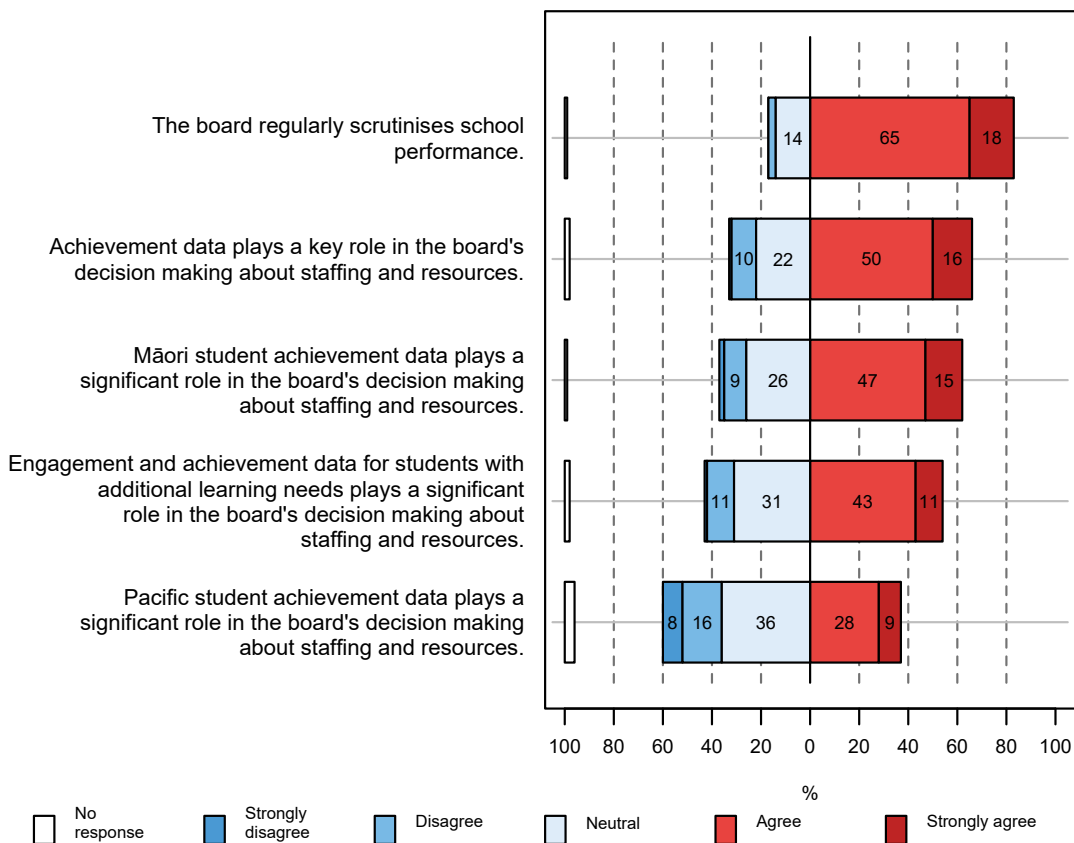 The board regularly scrutinises school
performance.
14 65 18
Achievement data plays a key role in the board's
decision making about staffing and resources.
10 22 50 16
Māori student achievement data plays a
significant role in the board's decision making
about staffing and resources.
9 26 47 15
Engagement and achievement data for students with
additional learning needs plays a significant
role in the board's decision making about
staffing and resources.
11 31 43 11
Pacific student achievement data plays a
significant role in the board's decision making
about staffing and resources.
8 16 36 28 9
100 80 60 40 20 0 20 40 60 80 100
%
No
response
Strongly
disagree
Disagree
Neutral
Agree
Strongly agree